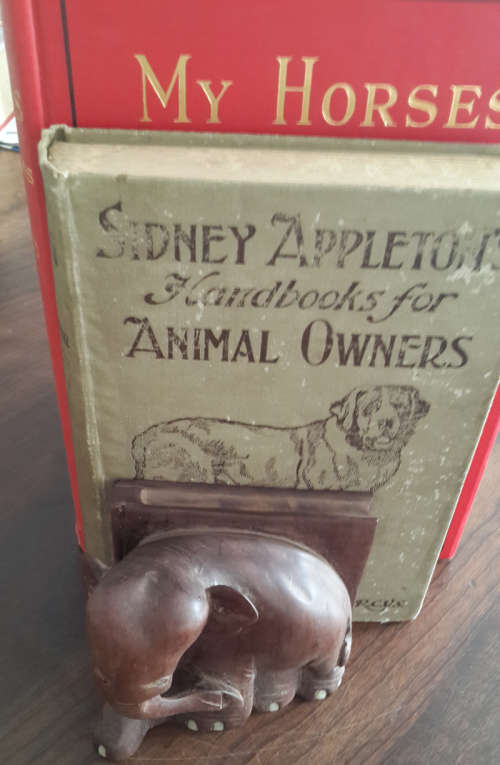 MY HORSES
SIDNEY APPLETON'S
Handbooks for
ANIMAL OWNERS